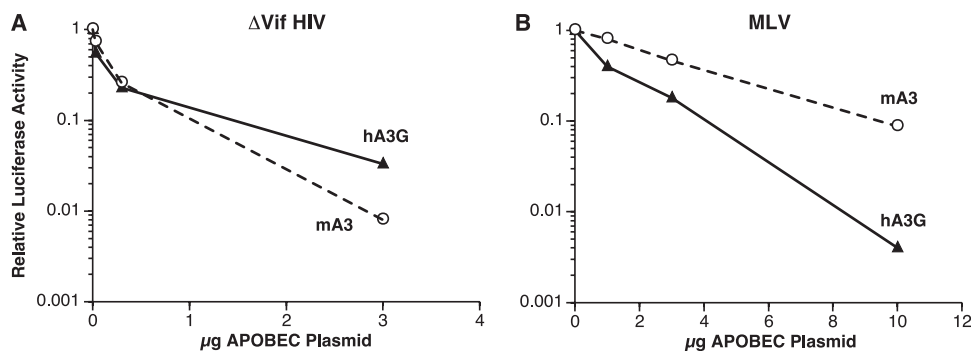 A
ΔVif HIV
Relative Luciferase Activity
1
0.1
0.01
0.001
hA3G
mA3
0
1
2
3
4
µg APOBEC Plasmid
B
MLV
1
0.1
0.01
0.001
mA3
hA3G
0
2
4
6
8
10
12
µg APOBEC Plasmid